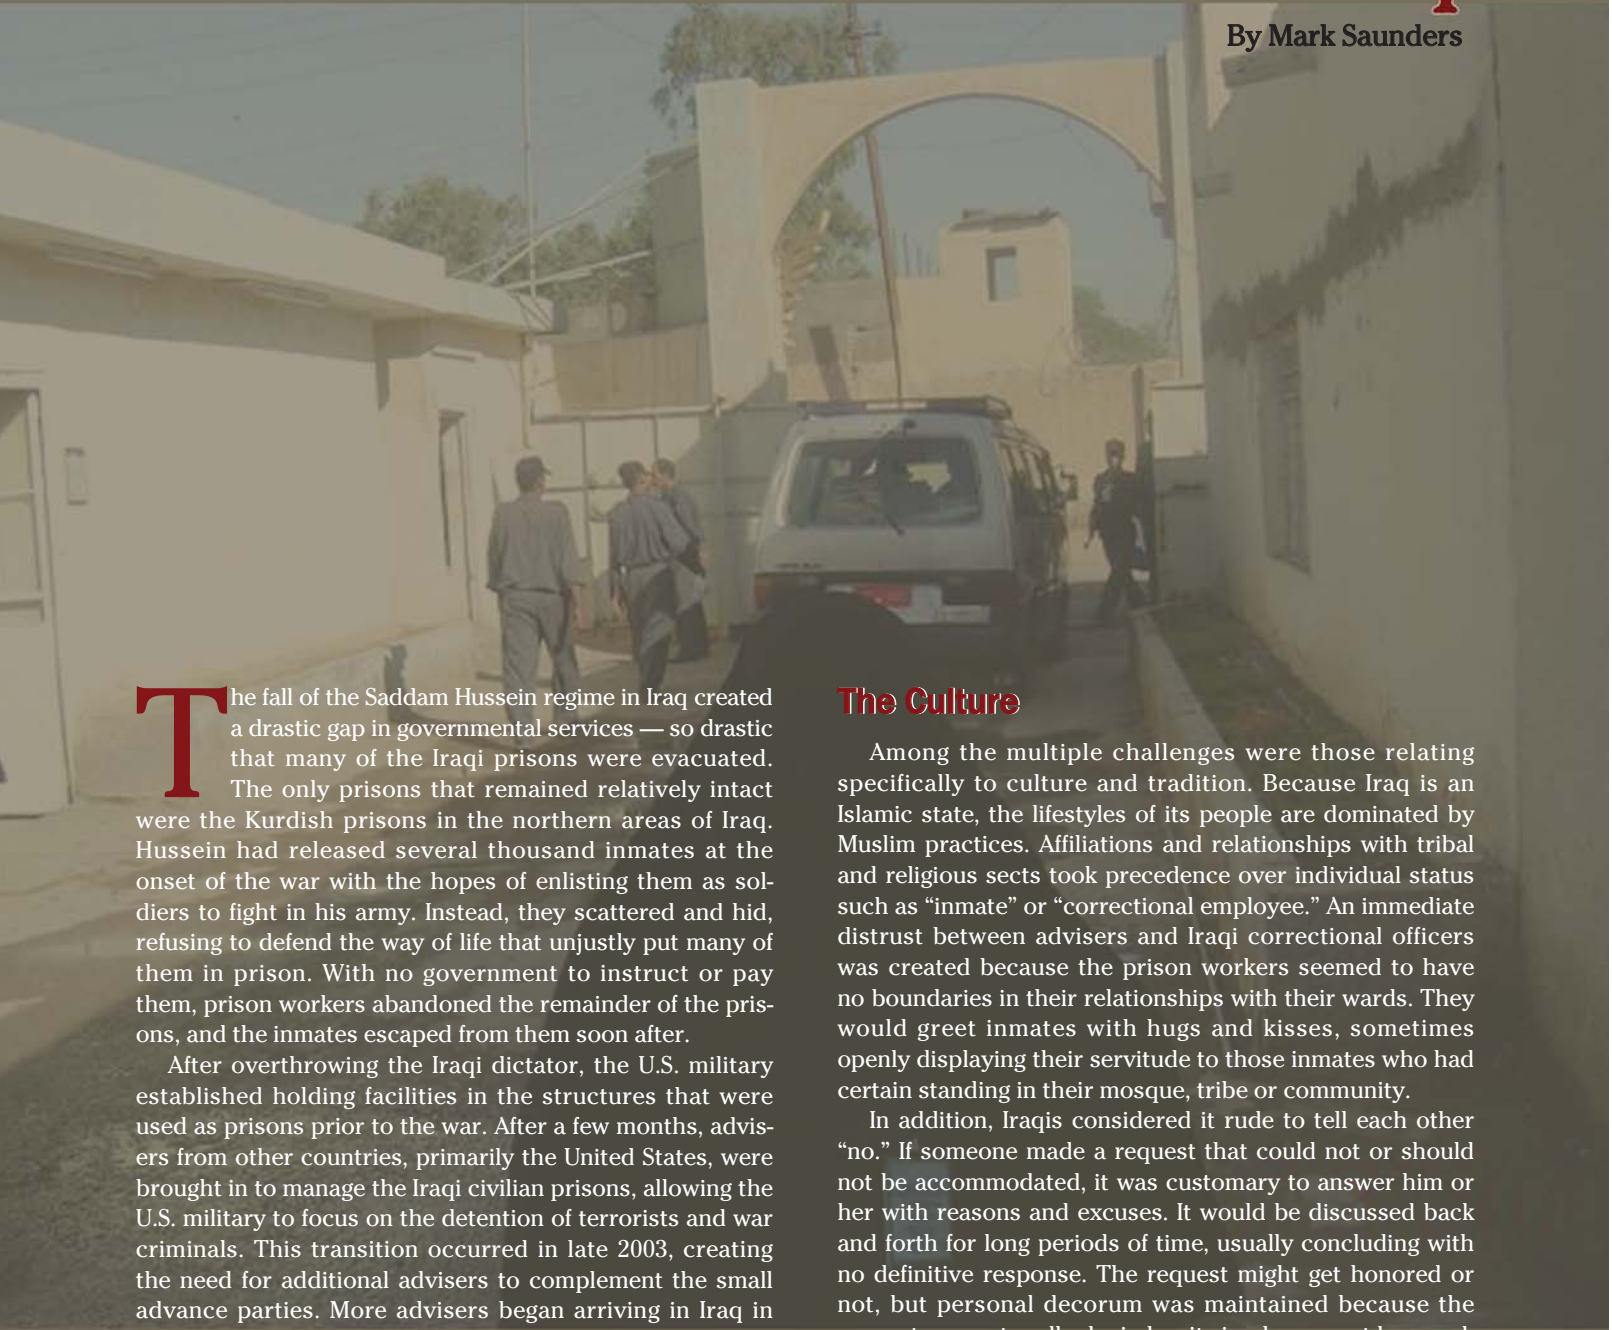 By Mark Saunders
The fall of the Saddam Hussein regime in Iraq created
a drastic gap in governmental services — so drastic
that many of the Iraqi prisons were evacuated.
The only prisons that remained relatively intact
were the Kurdish prisons in the northern areas of Iraq.
Hussein had released several thousand inmates at the
onset of the war with the hopes of enlisting them as sol-
diers to fight in his army. Instead, they scattered and hid,
refusing to defend the way of life that unjustly put many of
them in prison. With no government to instruct or pay
them, prison workers abandoned the remainder of the pris-
ons, and the inmates escaped from them soon after.
After overthrowing the Iraqi dictator, the U.S. military
established holding facilities in the structures that were
used as prisons prior to the war. After a few months, advis-
ers from other countries, primarily the United States, were
brought in to manage the Iraqi civilian prisons, allowing the
U.S. military to focus on the detention of terrorists and war
criminals. This transition occurred in late 2003, creating
the need for additional advisers to complement the small
advance parties. More advisers began arriving in Iraq in
The Culture
Among the multiple challenges were those relating
specifically to culture and tradition. Because Iraq is an
Islamic state, the lifestyles of its people are dominated by
Muslim practices. Affiliations and relationships with tribal
and religious sects took precedence over individual status
such as “inmate” or “correctional employee.” An immediate
distrust between advisers and Iraqi correctional officers
was created because the prison workers seemed to have
no boundaries in their relationships with their wards. They
would greet inmates with hugs and kisses, sometimes
openly displaying their servitude to those inmates who had
certain standing in their mosque, tribe or community.
In addition, Iraqis considered it rude to tell each other
“no.” If someone made a request that could not or should
not be accommodated, it was customary to answer him or
her with reasons and excuses. It would be discussed back
and forth for long periods of time, usually concluding with
no definitive response. The request might get honored or
not, but personal decorum was maintained because the